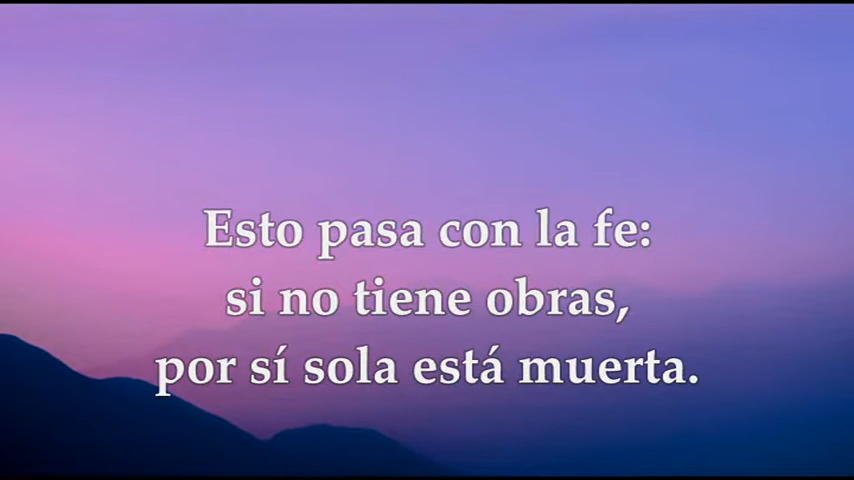 Esto pasa con la fe:
si no tiene obras,
por sí sola está muerta.